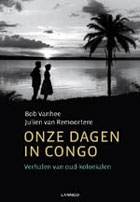 Bob Vanhee
Julien van Remoortere
ONZE DAGEN
IN CONGO
Verhalen van oud-kolonialen
LANNOO